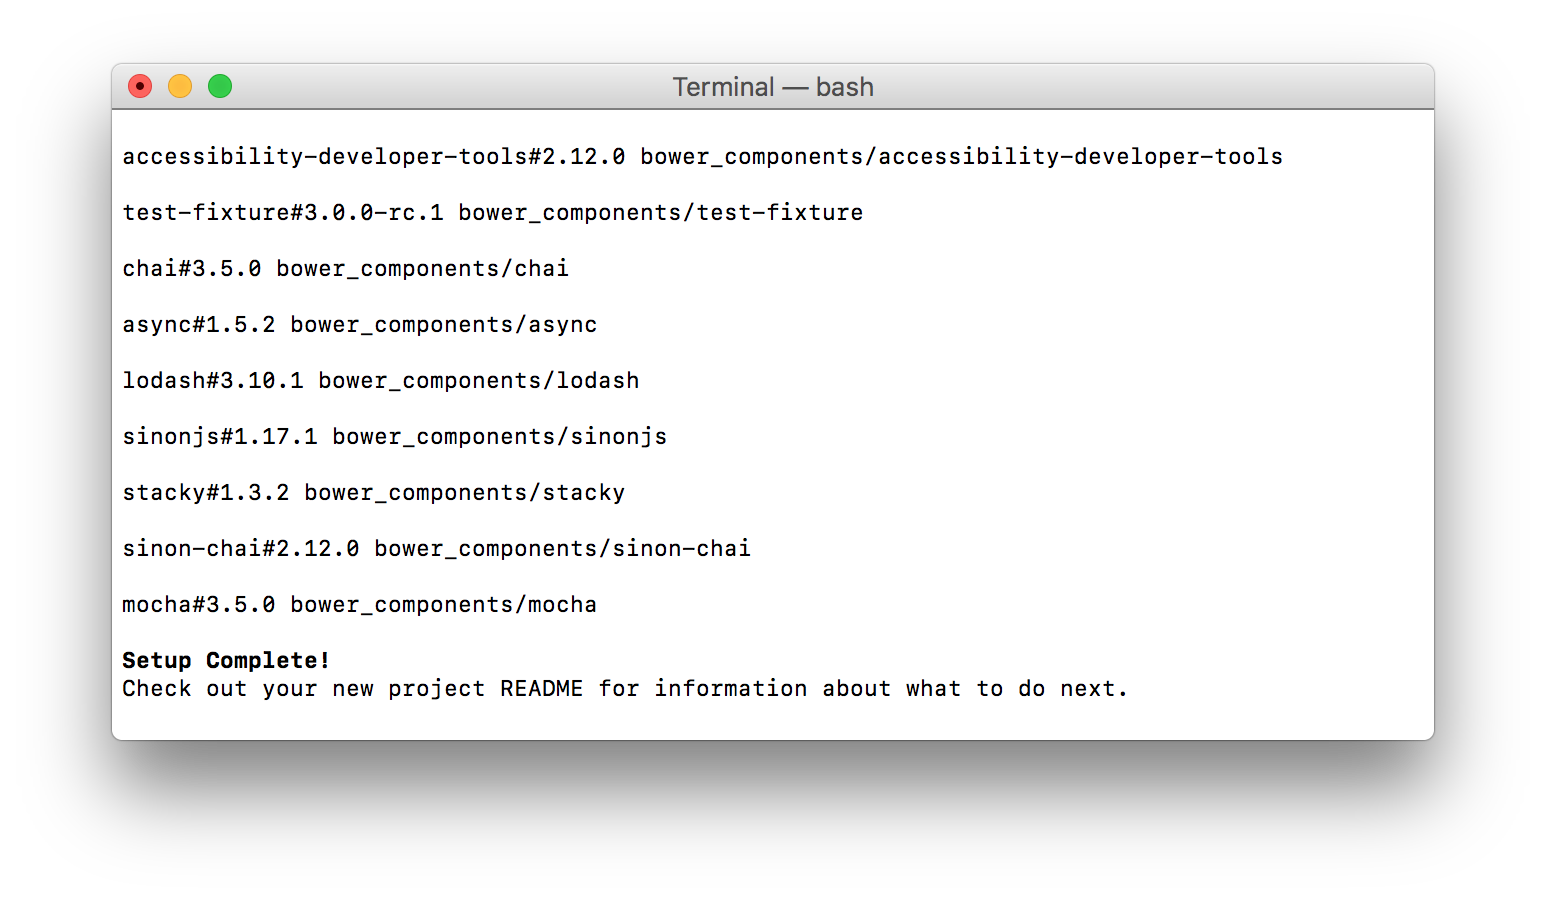 Terminal — bash
accessibility-developer-tools#2.12.0 bower_components/accessibility-developer-tools
test-fixture#3.0.0-rc.1 bower_components/test-fixture
chai#3.5.0 bower_components/chai
async#1.5.2 bower_components/async
lodash#3.10.1 bower_components/lodash
sinonjs#1.17.1 bower_components/sinonjs
stacky#1.3.2 bower_components/stacky
sinon-chai#2.12.0 bower_components/sinon-chai
mocha#3.5.0 bower_components/mocha
Setup Complete!
Check out your new project README for information about what to do next.